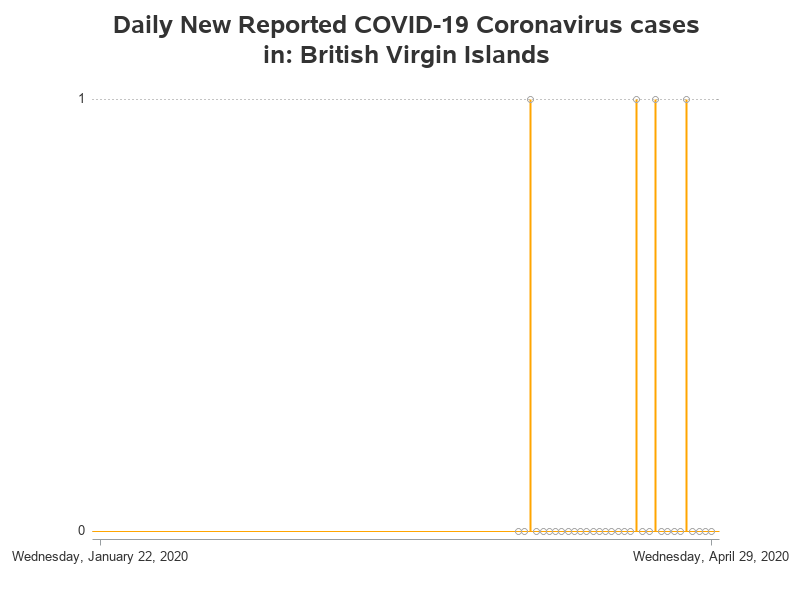 Daily New Reported COVID-19 Coronavirus cases
in: British Virgin Islands
1
0
Wednesday, January 22, 2020
Wednesday, April 29, 2020